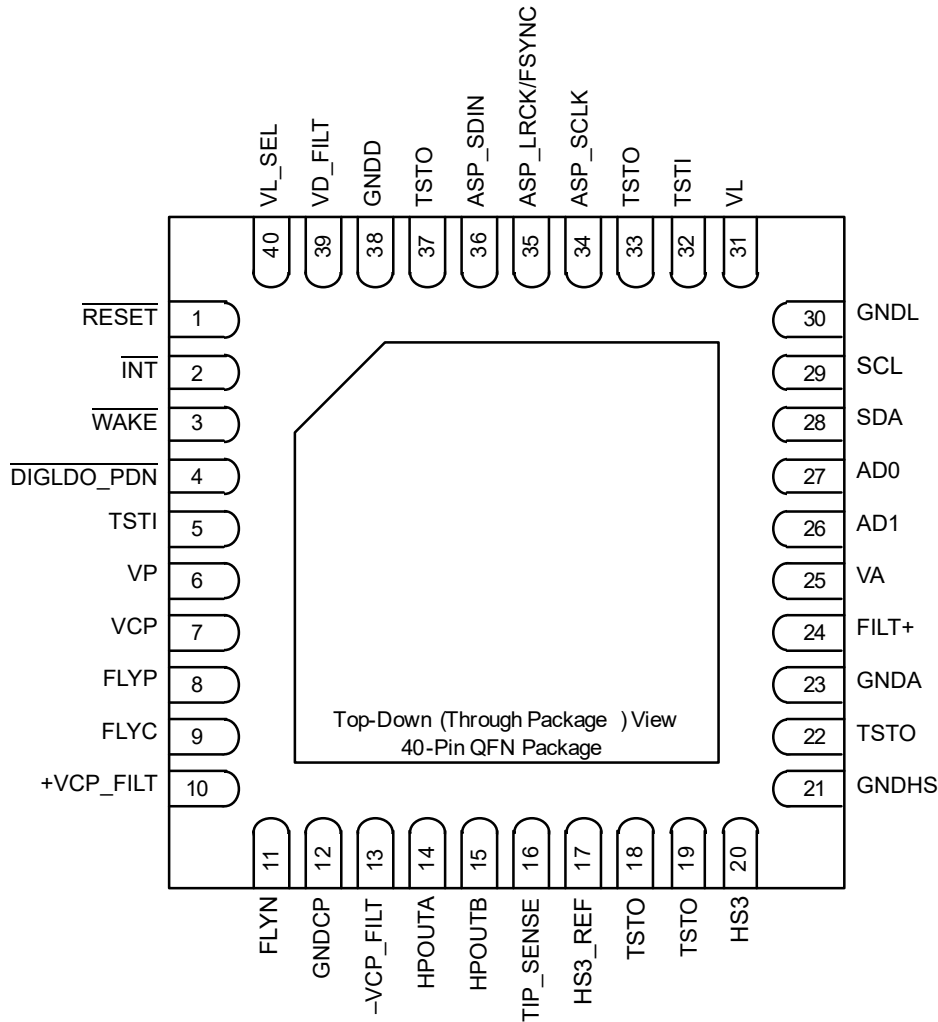 VL_SEL
VD_FILT
GNDD
TSTO
ASP_SDIN
ASP_LRCK/FSYNC
ASP_SCLK
TSTO
TSTI
VL
40
39
38
37
36
35
34
33
32
31
RESET 1
INT 2
WAKE 3
DIGLDO_PDN 4
TSTI 5
VP 6
VCP 7
FLYP 8
FLYC 9
+VCP_FILT 10
30 GNDL
29 SCL
28 SDA
27 AD0
26 AD1
25 VA
24 FILT+
23 GNDA
22 TSTO
21 GNDHS
Top-Down (Through Package ) View
40-Pin QFN Package
11
12
13
14
15
16
17
18
19
20
FLYN
GNDCP
–VCP_FILT
HPOUTA
HPOUTB
TIP_SENSE
HS3_REF
TSTO
TSTO
HS3